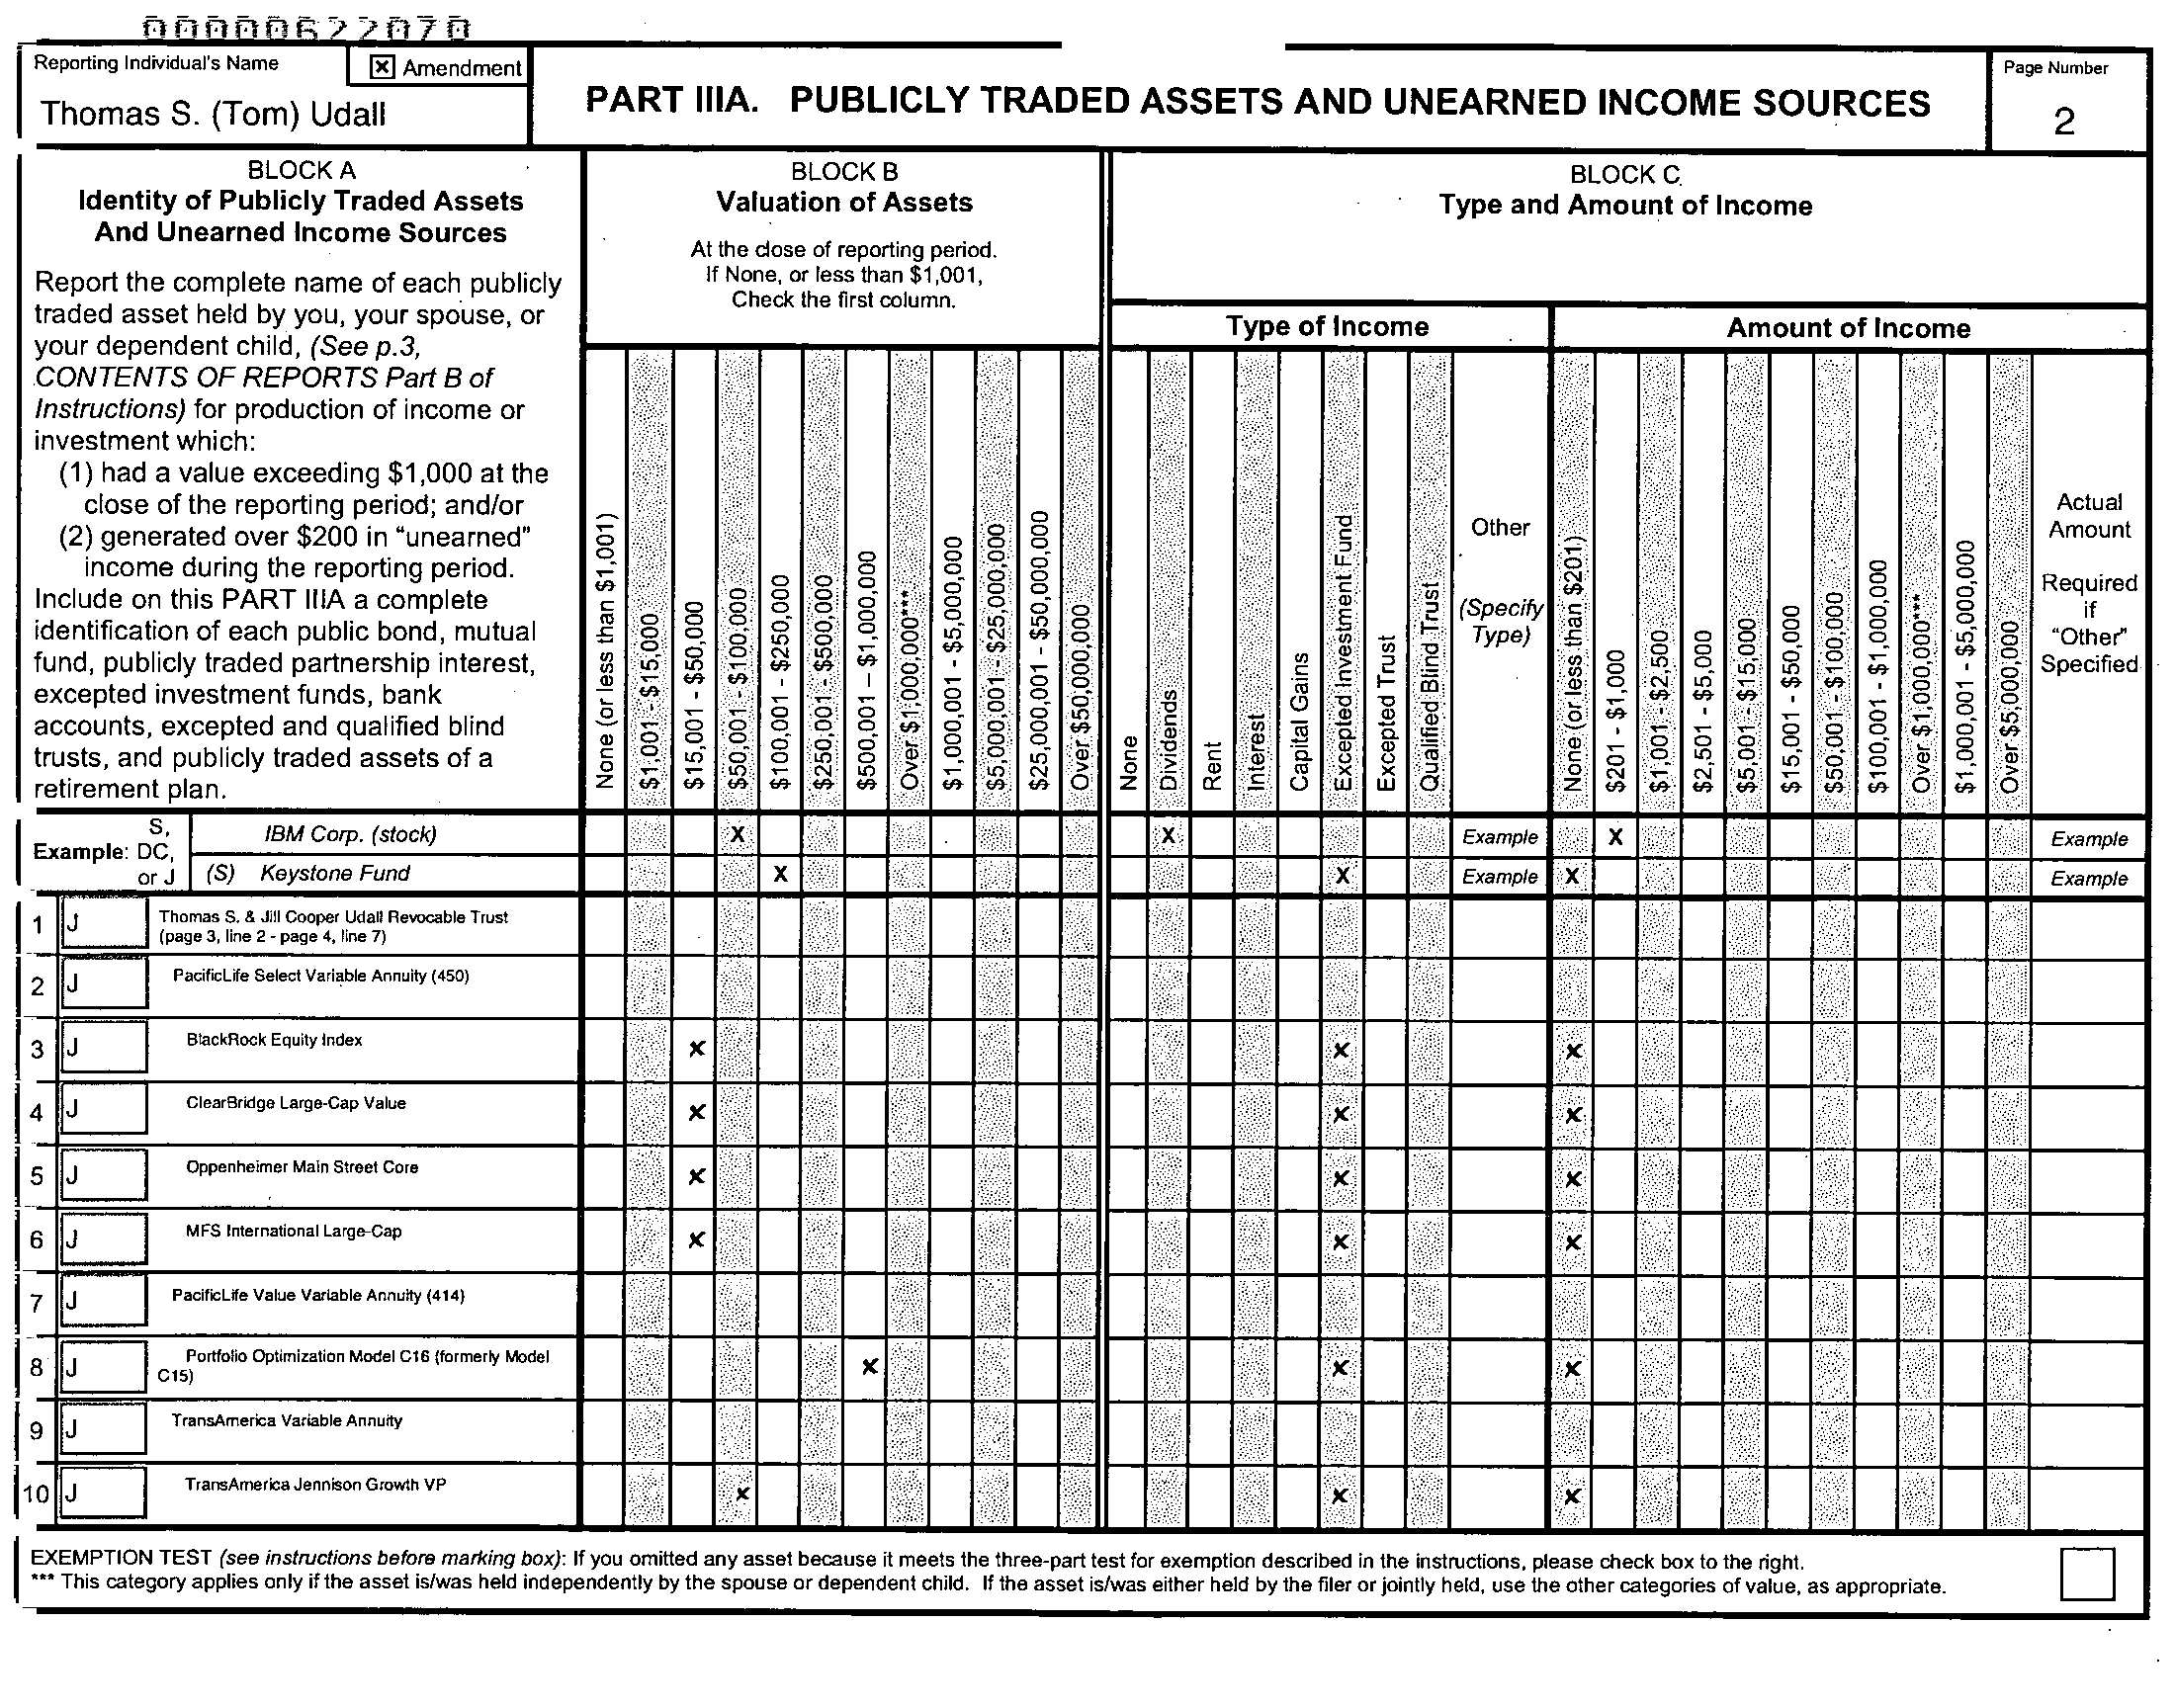 00000622070
Reporting Individual's Name
X Amendment
Thomas S. (Tom) Udall
PART IIIA. PUBLICLY TRADED ASSETS AND UNEARNED INCOME SOURCES
Page Number
2
BLOCK A
Identity of Publicly Traded Assets
And Unearned Income Sources
Report the complete name of each publicly
traded asset held by you, your spouse, or
your dependent child, (See p.3,
CONTENTS OF REPORTS Part B of
Instructions) for production of income or
investment which:
(1) had a value exceeding $1,000 at the
close of the reporting period; and/or
(2) generated over $200 in "unearned"
income during the reporting period.
Include on this PART IIIA a complete
identification of each public bond, mutual
fund, publicly traded partnership interest,
excepted investment funds, bank
accounts, excepted and qualified blind
trusts, and publicly traded assets of a
retirement plan.
BLOCK B
Valuation of Assets
At the close of reporting period.
If None, or less than $1,001,
Check the first column.
None (or less than $1,001)
$1,001 - $15,000
$15,001 - $50,000
$50,001 - $100,000
$100,001 - $250,000
$250,001 - $500,000
$500,001 – $1,000,000
Over $1,000,000***
$1,000,001 - $5,000,000
$5,000,001 - $25,000,000
$25,000,001 - $50,000,000
Over $50,000,000
BLOCK C
Type and Amount of Income
Type of Income
None
Dividends
Rent
Interest
Capital Gains
Excepted Investment Fund
Excepted Trust
Qualified Blind Trust
Other
(Specify
Type)
Amount of Income
None (or less than $201)
$201 - $1,000
$1,001 - $2,500
$2,501 - $5,000
$5,001 - $15,000
$15,001 - $50,000
$50,001 - $100,000
$100,001 - $1,000,000
Over $1,000,000***
$1,000,001 - $5,000,000
Over $5,000,000
Actual
Amount
Required
if
"Other"
Specified
Example: S,
DC,
or J
IBM Corp. (stock) X X Example X Example
(S) Keystone Fund X X Example X Example
1 J Thomas S. & Jill Cooper Udall Revocable Trust
(page 3, line 2 - page 4, line 7)
2 J PacificLife Select Variable Annuity (450)
3 J BlackRock Equity Index x x x
4 J ClearBridge Large-Cap Value x x x
5 J Oppenheimer Main Street Core x x x
6 J MFS International Large-Cap x x x
7 J PacificLife Value Variable Annuity (414)
8 J Portfolio Optimization Model C16 (formerly Model
C15) x x x
9 J TransAmerica Variable Annuity
10 J TransAmerica Jennison Growth VP x x x
EXEMPTION TEST (see instructions before marking box): If you omitted any asset because it meets the three-part test for exemption described in the instructions, please check box to the right.
*** This category applies only if the asset is/was held independently by the spouse or dependent child. If the asset is/was either held by the filer or jointly held, use the other categories of value, as appropriate.